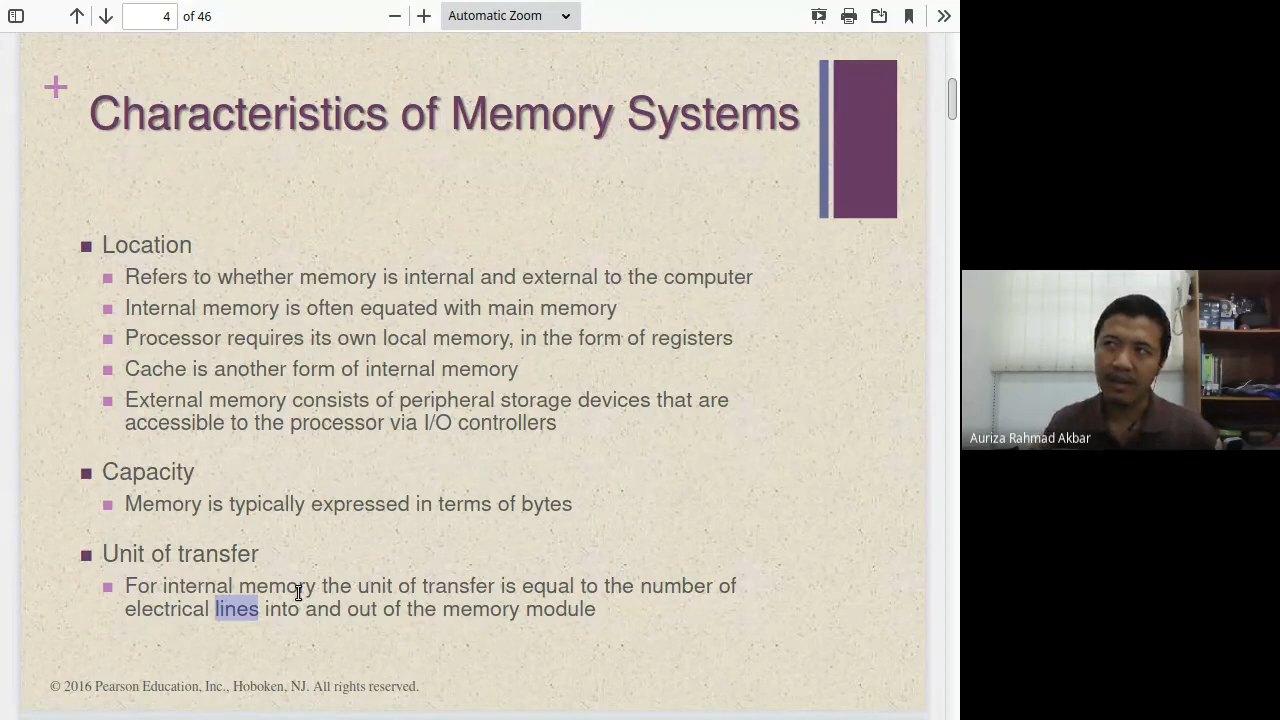 4 of 46
Automatic Zoom
+ Characteristics of Memory Systems
Location
Refers to whether memory is internal and external to the computer
Internal memory is often equated with main memory
Processor requires its own local memory, in the form of registers
Cache is another form of internal memory
External memory consists of peripheral storage devices that are
accessible to the processor via I/O controllers
Capacity
Memory is typically expressed in terms of bytes
Unit of transfer
For internal memory the unit of transfer is equal to the number of
electrical lines into and out of the memory module
© 2016 Pearson Education, Inc., Hoboken, NJ. All rights reserved.
Auriza Rahmad Akbar